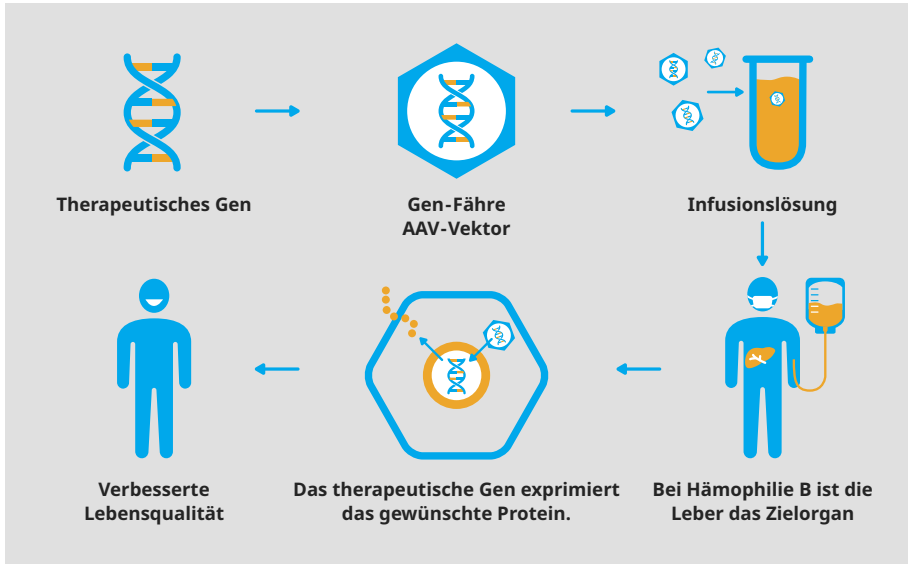 Therapeutisches Gen
Gen-Fähre
AAV-Vektor
Infusionslösung
Bei Hämophilie B ist die
Leber das Zielorgan
Das therapeutische Gen exprimiert
das gewünschte Protein.
Verbesserte
Lebensqualität